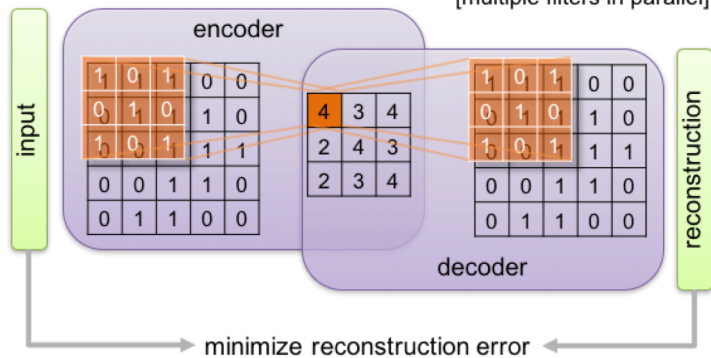 [multiple filters in parallel]
encoder
input
1 0 1 0 0
0 1 0 1 0
1 0 1 1 1
0 0 1 1 0
0 1 1 0 0
4 3 4
2 4 3
2 3 4
1 0 1 0 0
0 1 0 1 0
1 0 1 1 1
0 0 1 1 0
0 1 1 0 0
reconstruction
decoder
minimize reconstruction error